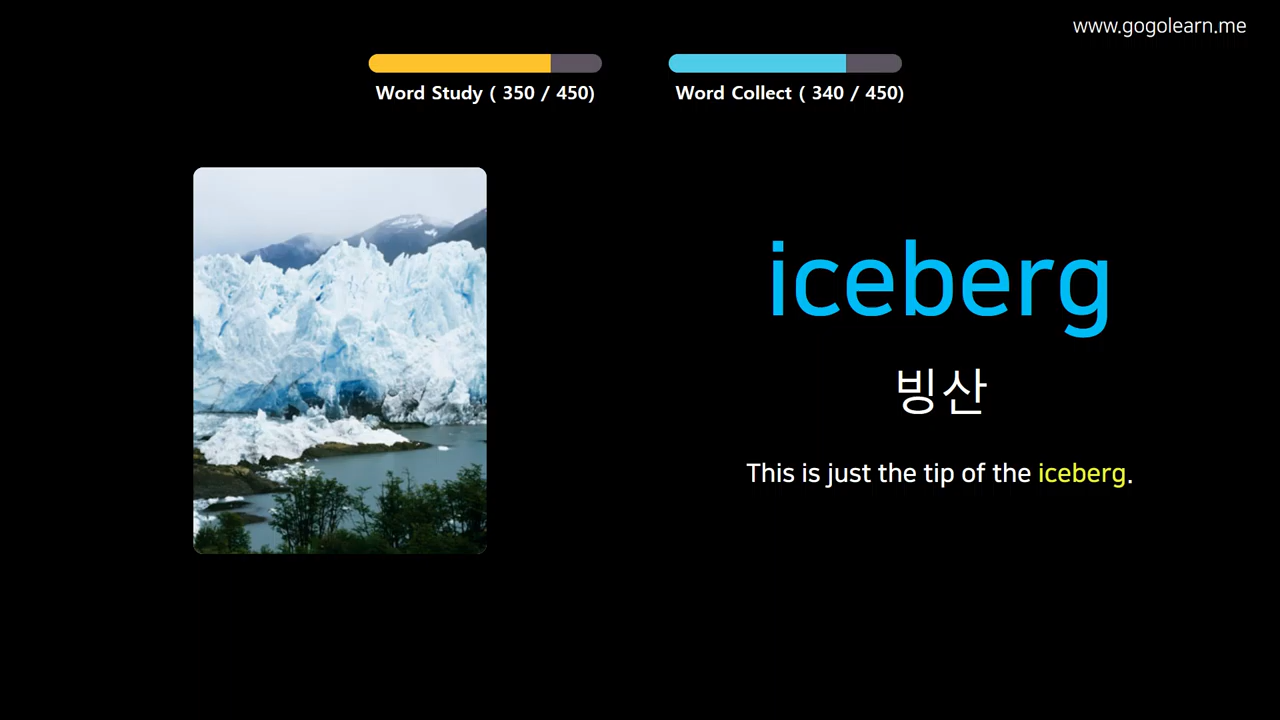 www.gogolearn.me
Word Study ( 350 / 450)
Word Collect ( 340 / 450)
iceberg
빙산
This is just the tip of the iceberg.